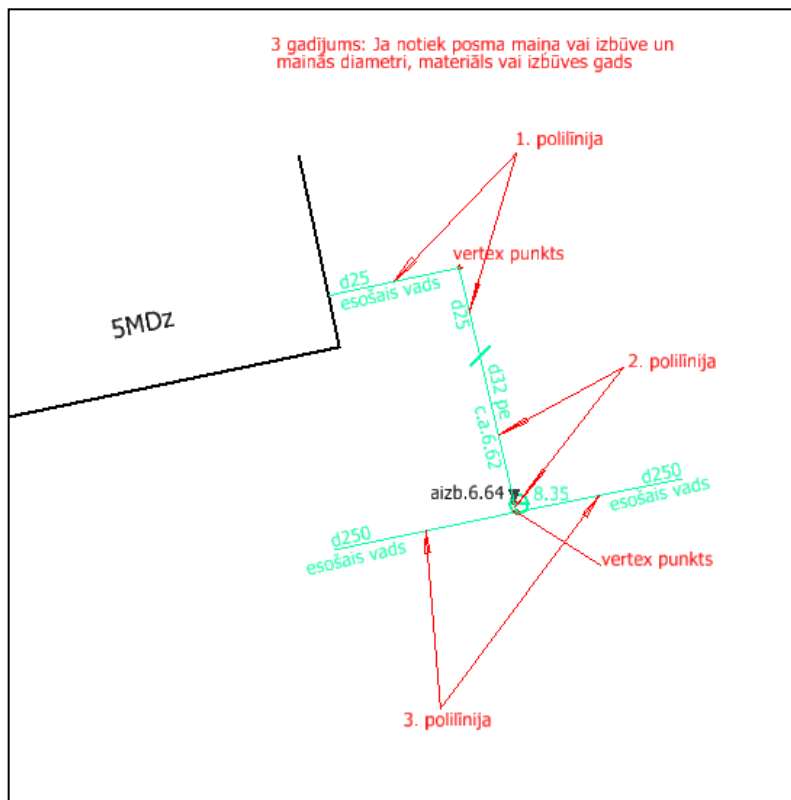 3 gadījums: Ja notiek posma maiņa vai izbūve un
mainās diametri, materiāls vai izbūves gads
1. polilīnija
vertex punkts
d25
esošais vads
5MDz
d25
2. polilīnija
d32 pe
c.a.6.62
aizb.6.64
8.35
d250
esošais vads
d250
esošais vads
vertex punkts
3. polilīnija